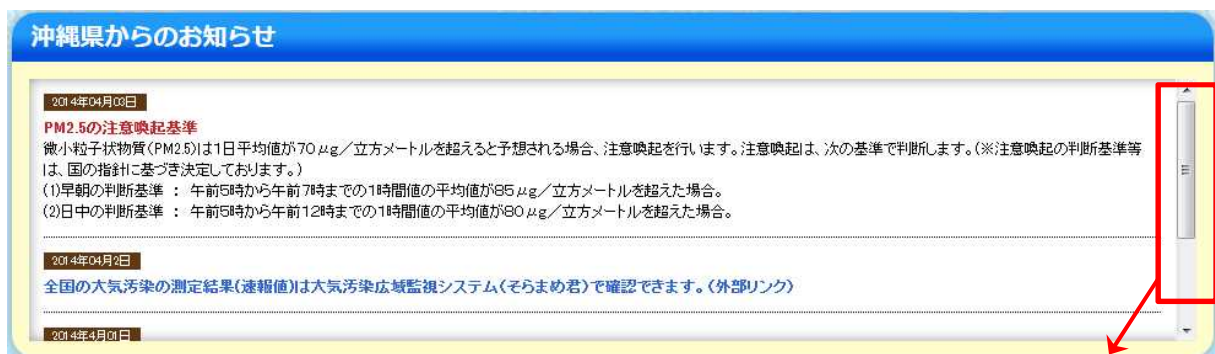 沖縄県からのお知らせ
2014年04月03日
PM2.5の注意喚起基準
微小粒子状物質(PM2.5)は1日平均値が70μg／立方メートルを超えると予想される場合、注意喚起を行います。注意喚起は、次の基準で判断します。(※注意喚起の判断基準等
は、国の指針に基づき決定しております。)
(1)早朝の判断基準 ： 午前5時から午前7時までの1時間値の平均値が85μg／立方メートルを超えた場合。
(2)日中の判断基準 ： 午前5時から午前12時までの1時間値の平均値が80μg／立方メートルを超えた場合。
2014年04月2日
全国の大気汚染の測定結果(速報値)は大気汚染広域監視システム(そらまめ君)で確認できます。(外部リンク)
2014年4月01日